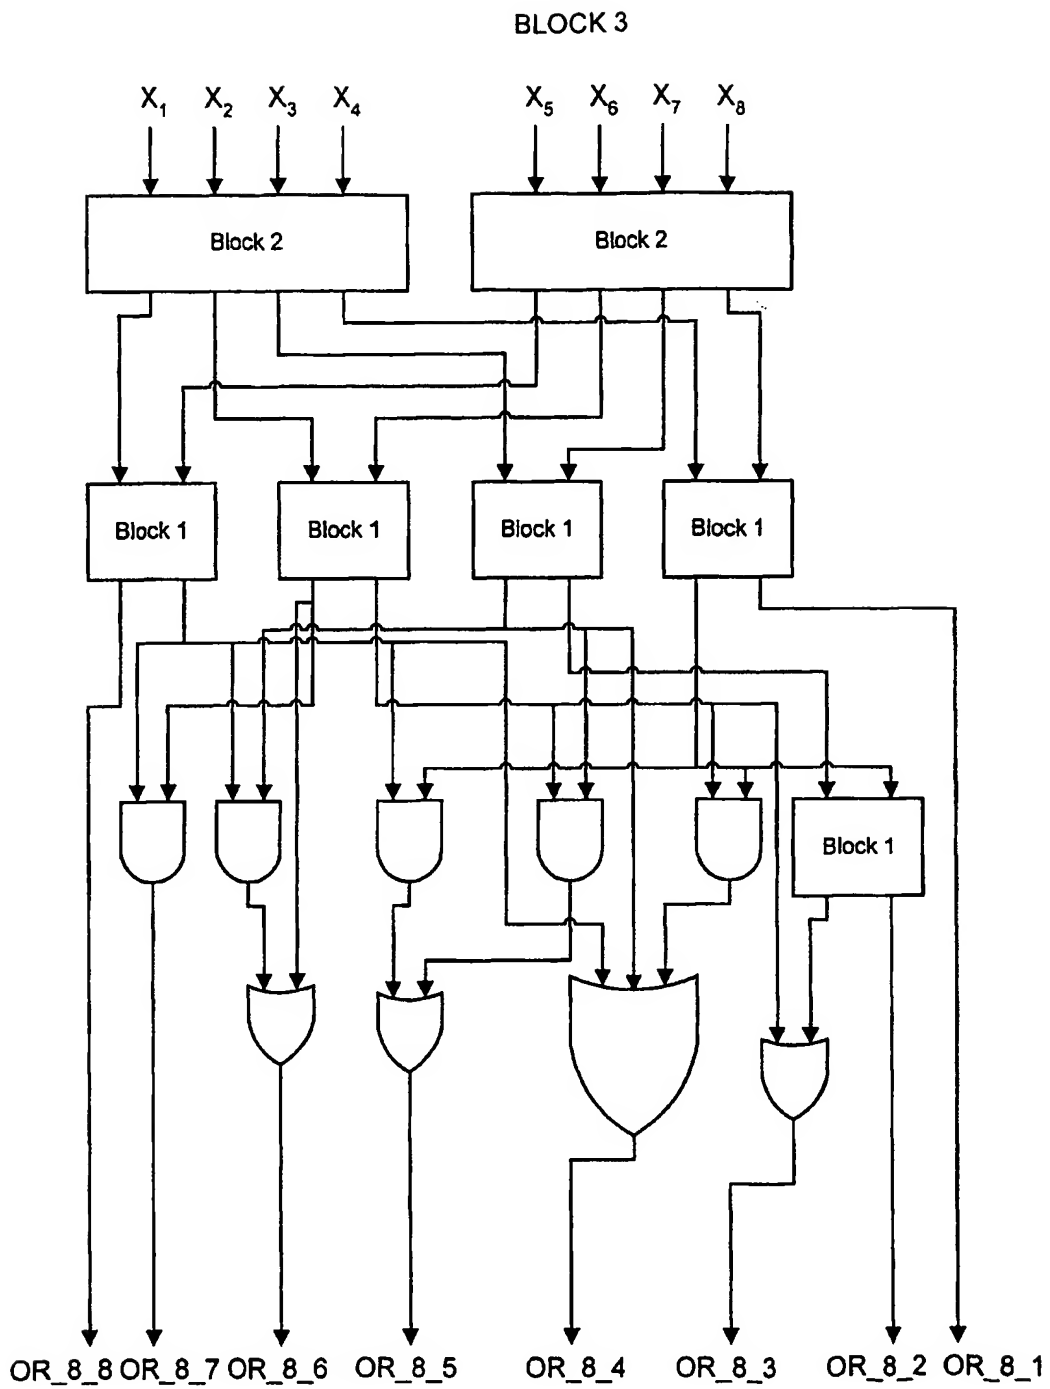 BLOCK 3
X₁ X₂ X₃ X₄ X₅ X₆ X₇ X₈
Block 2 Block 2
Block 1 Block 1 Block 1 Block 1
Block 1
OR_8_8 OR_8_7 OR_8_6 OR_8_5 OR_8_4 OR_8_3 OR_8_2 OR_8_1